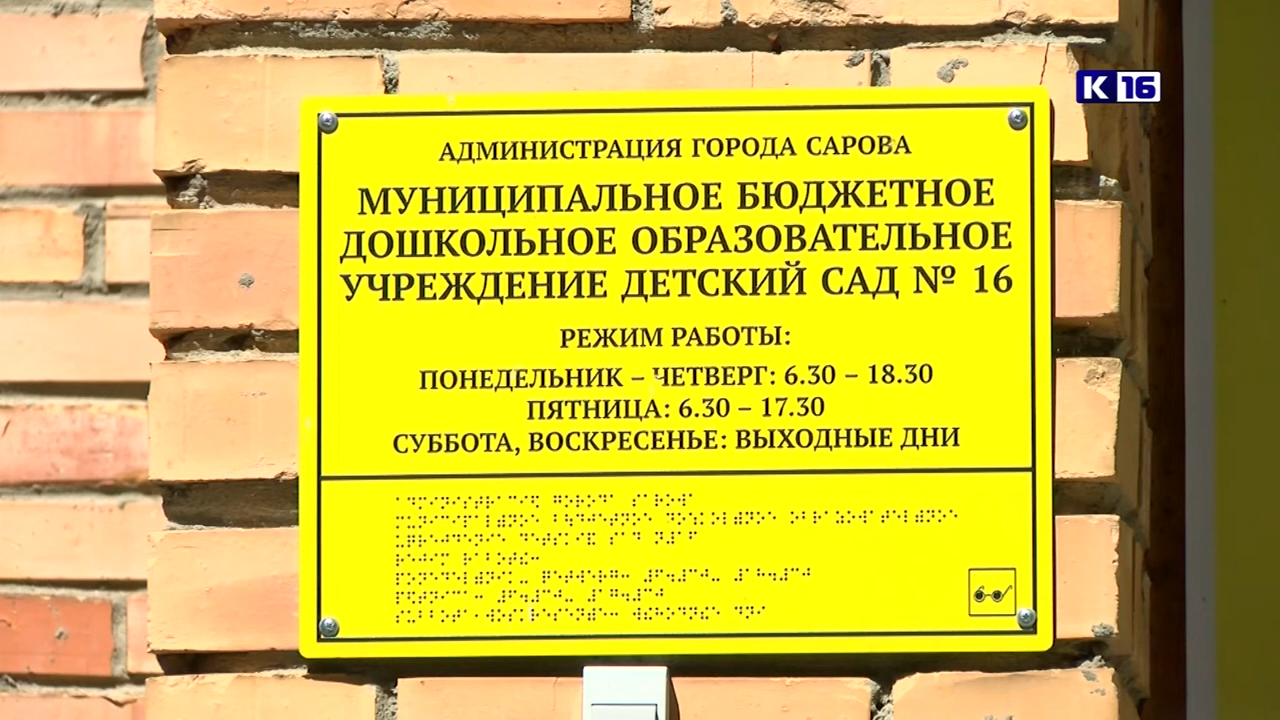 К 16
АДМИНИСТРАЦИЯ ГОРОДА САРОВА
МУНИЦИПАЛЬНОЕ БЮДЖЕТНОЕ
ДОШКОЛЬНОЕ ОБРАЗОВАТЕЛЬНОЕ
УЧРЕЖДЕНИЕ ДЕТСКИЙ САД № 16
РЕЖИМ РАБОТЫ:
ПОНЕДЕЛЬНИК – ЧЕТВЕРГ: 6.30 – 18.30
ПЯТНИЦА: 6.30 – 17.30
СУББОТА, ВОСКРЕСЕНЬЕ: ВЫХОДНЫЕ ДНИ